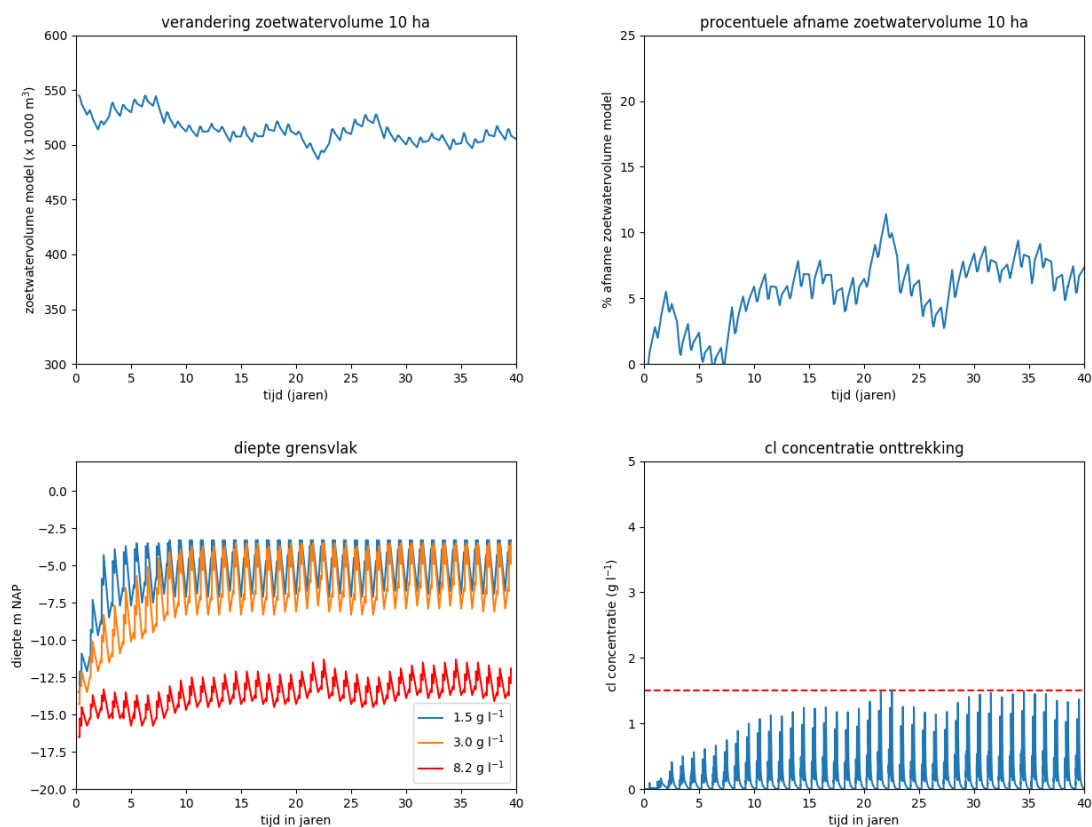 verandering zoetwatervolume 10 ha
zoetwatervolume model (x 1000 m³)
600
550
500
450
400
350
300
0 5 10 15 20 25 30 35 40
tijd (jaren)
procentuele afname zoetwatervolume 10 ha
% afname zoetwatervolume model
25
20
15
10
5
0
0 5 10 15 20 25 30 35 40
tijd (jaren)
diepte grensvlak
diepte m NAP
0.0
−2.5
−5.0
−7.5
−10.0
−12.5
−15.0
−17.5
−20.0
1.5 g l⁻¹
3.0 g l⁻¹
8.2 g l⁻¹
0 5 10 15 20 25 30 35 40
tijd in jaren
cl concentratie onttrekking
cl concentratie (g l⁻¹)
5
4
3
2
1
0
0 5 10 15 20 25 30 35 40
tijd in jaren